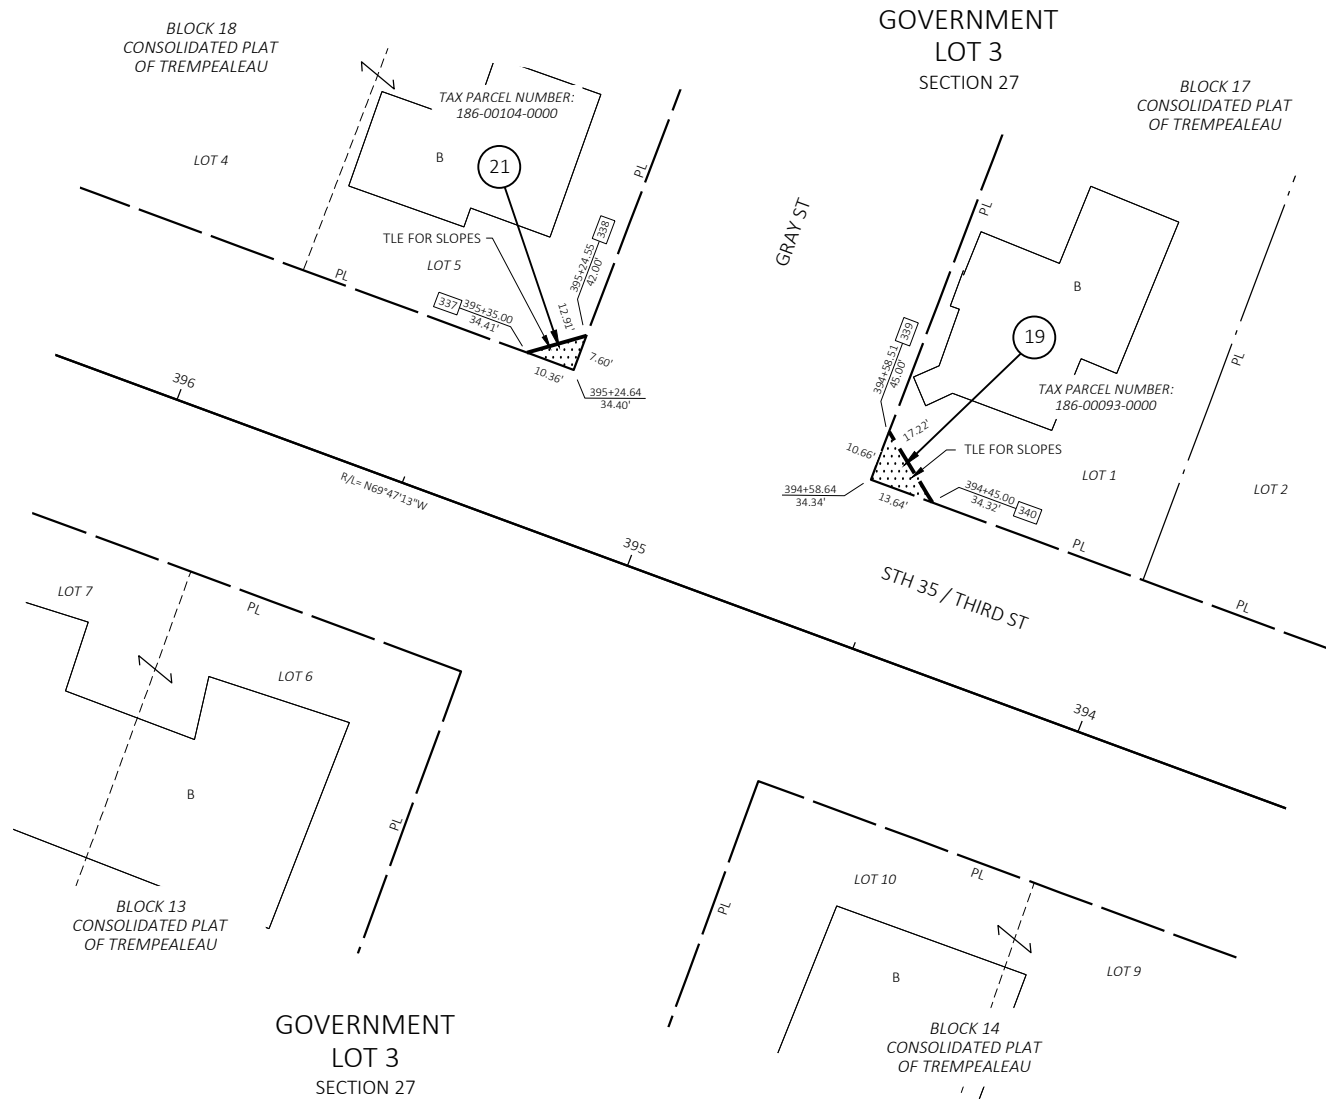 BLOCK 18
CONSOLIDATED PLAT
OF TREMPEALEAU
GOVERNMENT
LOT 3
SECTION 27
BLOCK 17
CONSOLIDATED PLAT
OF TREMPEALEAU
TAX PARCEL NUMBER:
186-00104-0000
LOT 4
B
21
PL
PL
GRAY ST
TLE FOR SLOPES
LOT 5
PL
338
395+24.55
42.00'
337
395+35.00
34.41'
12.91'
7.60'
10.36'
395+24.64
34.40'
B
19
339
394+58.51
45.00'
PL
TAX PARCEL NUMBER:
186-00093-0000
17.22'
10.66'
TLE FOR SLOPES
LOT 1
LOT 2
394+58.64
34.34'
13.64'
394+45.00
34.32'
340
PL
PL
396
R/L= N69°47'13"W
395
STH 35 / THIRD ST
394
LOT 7
PL
LOT 6
B
PL
BLOCK 13
CONSOLIDATED PLAT
OF TREMPEALEAU
LOT 10
PL
PL
LOT 9
B
GOVERNMENT
LOT 3
SECTION 27
BLOCK 14
CONSOLIDATED PLAT
OF TREMPEALEAU